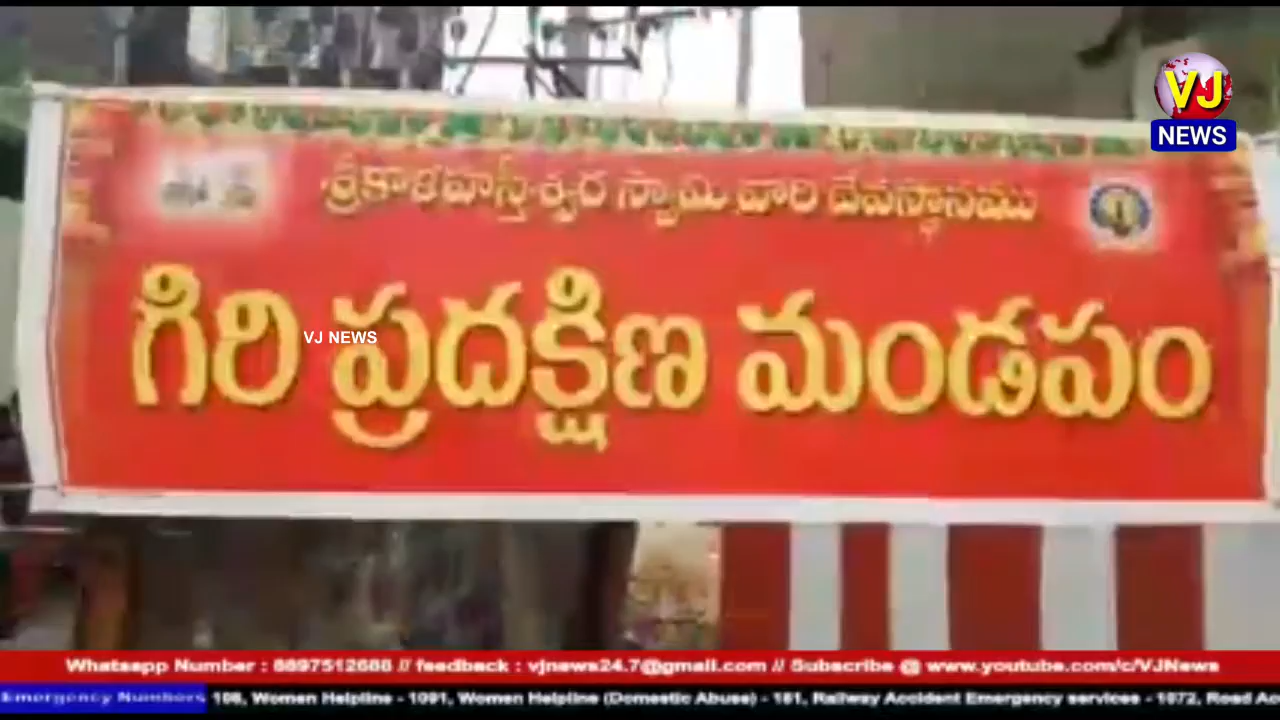 VJ
NEWS
శ్రీకాళహస్తీశ్వర స్వామి వారి దేవస్థానము
గిరి ప్రదక్షిణ మండపం
VJ NEWS
Whatsapp Number : 8897512688 // feedback : vjnews24.7@gmail.com // Subscribe @ www.youtube.com/c/VJNews
Emergency Numbers 108, Women Helpline - 1091, Women Helpline (Domestic Abuse) - 181, Railway Accident Emergency services - 1072, Road Ac